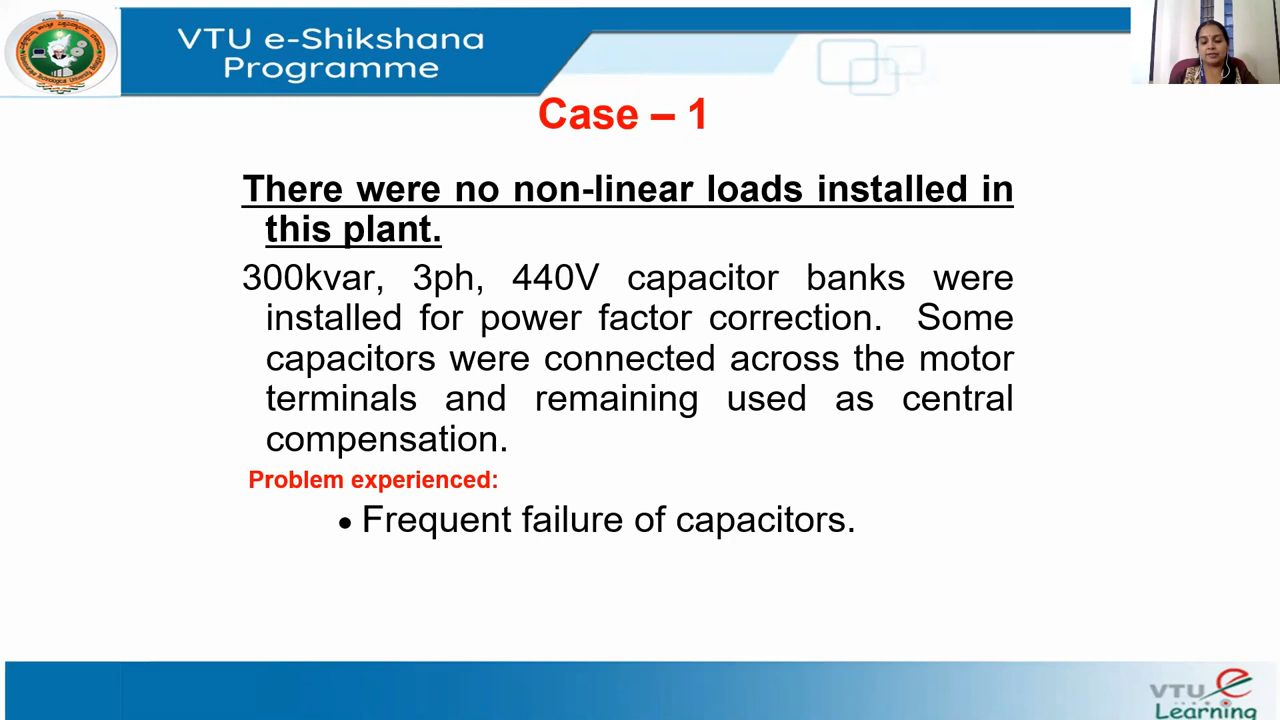 VTU e-Shikshana
Programme
Case – 1
There were no non-linear loads installed in
this plant.
300kvar, 3ph, 440V capacitor banks were
installed for power factor correction. Some
capacitors were connected across the motor
terminals and remaining used as central
compensation.
Problem experienced:
• Frequent failure of capacitors.
VTU e
Learning